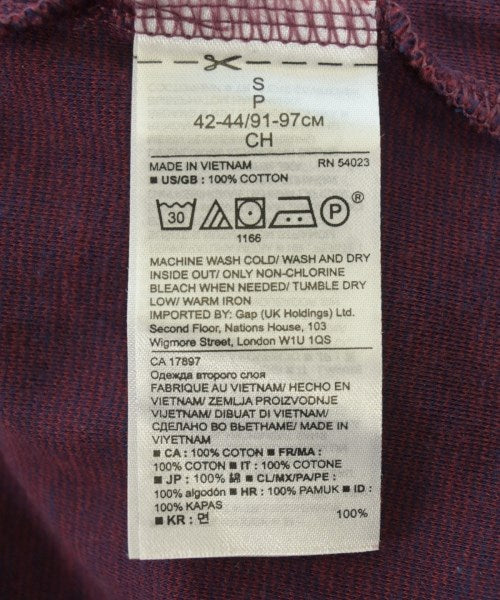 S
P
42-44/91-97CM
CH
MADE IN VIETNAM RN 54023
■ US/GB : 100% COTTON
30 P ®
1166
MACHINE WASH COLD/ WASH AND DRY
INSIDE OUT/ ONLY NON-CHLORINE
BLEACH WHEN NEEDED/ TUMBLE DRY
LOW/ WARM IRON
IMPORTED BY: Gap (UK Holdings) Ltd.
Second Floor, Nations House, 103
Wigmore Street, London W1U 1QS
CA 17897
Одежда второго слоя
FABRIQUE AU VIETNAM/ HECHO EN
VIETNAM/ ZEMLJA PROIZVODNJE
VIJETNAM/ DIBUAT DI VIETNAM/
СДЕЛАНО ВО ВЬЕТНАМЕ/ MADE IN
VIYETNAM
■ CA : 100% COTTON ■ FR/MA :
100% COTON ■ IT : 100% COTONE
■ JP : 100% 綿 ■ CL/MX/PA/PE :
100% algodón ■ HR : 100% PAMUK ■ ID :
100% KAPAS
■ KR : 면 100%